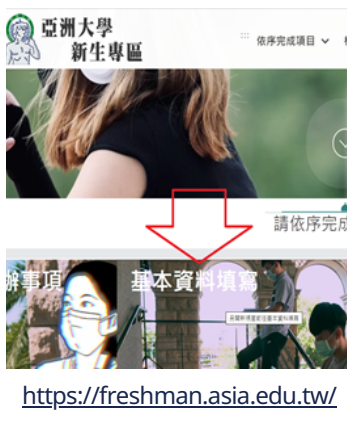 亞洲大學
新生專區
依序完成項目
請依序完成
辦事項
基本資料填寫
https://freshman.asia.edu.tw/